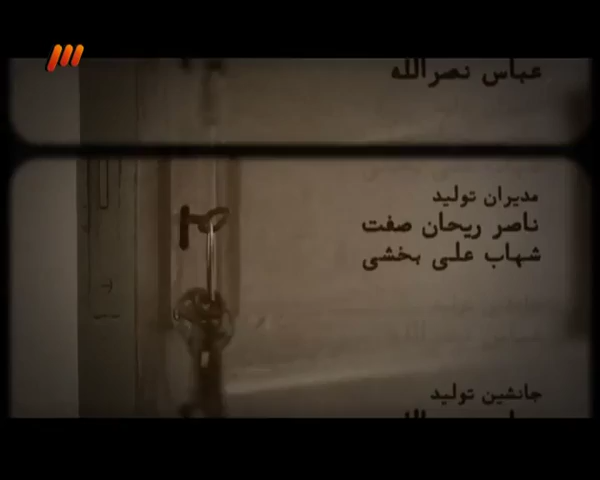 عباس نصرالله
مدیران تولید
ناصر ریحان صفت
شهاب علی بخشی
جانشین تولید